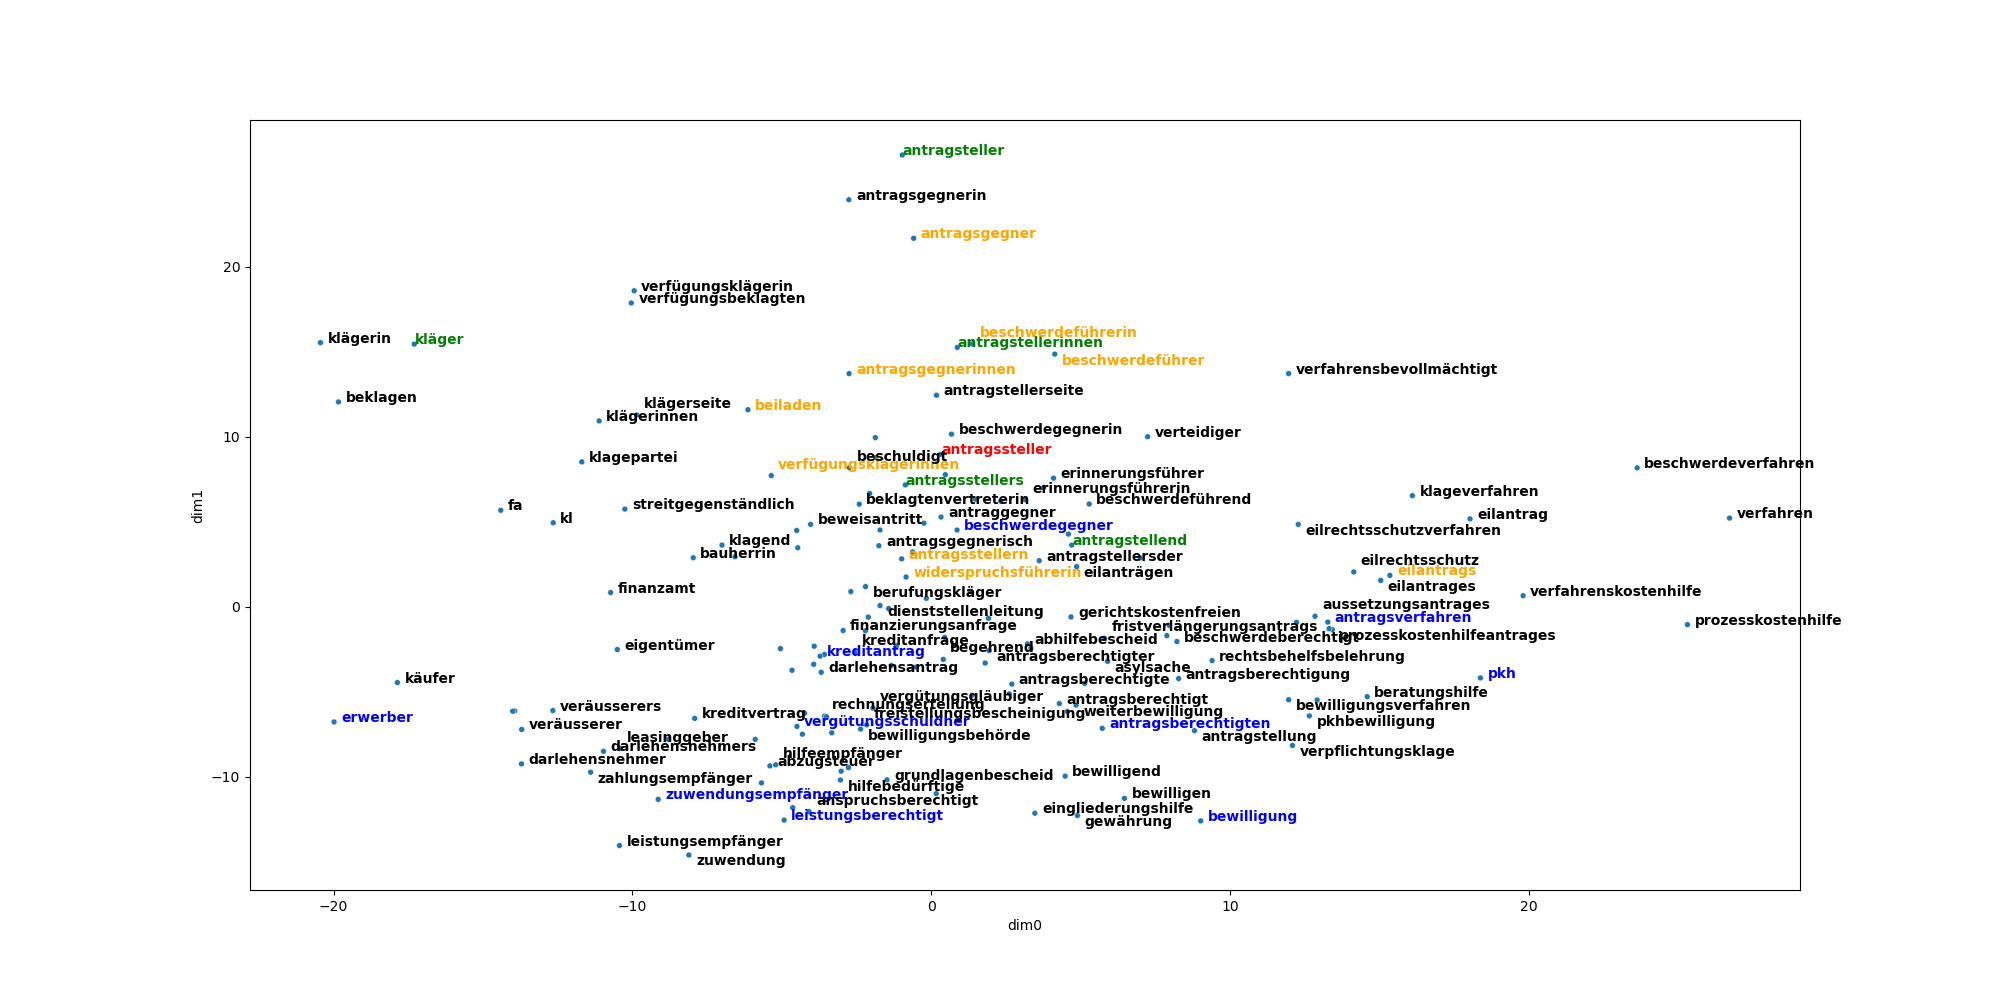 antragsteller
antragsgegnerin
antragsgegner
20
verfügungsklägerin
verfügungsbeklagten
beschwerdeführerin
klägerin
kläger
antragstellerinnen
beschwerdeführer
antragsgegnerinnen
verfahrensbevollmächtigt
antragstellerseite
beklagen
klägerseite
beiladen
klägerinnen
beschwerdegegnerin
verteidiger
10
antragssteller
beschuldigt
klagepartei
verfügungsklägerinnen
beschwerdeverfahren
erinnerungsführer
antragsstellers
erinnerungsführerin
klageverfahren
beklagtenvertreterin
beschwerdeführend
fa
streitgegenständlich
dim1
antraggegner
eilantrag
verfahren
kl
beweisantritt
beschwerdegegner
eilrechtsschutzverfahren
klagend
antragsgegnerisch
antragstellend
bauherrin
antragsstellern
antragstellersder
eilrechtsschutz
widerspruchsführerin
eilanträgen
eilantrags
finanzamt
berufungskläger
eilantrages
verfahrenskostenhilfe
0
dienststellenleitung
gerichtskostenfreien
aussetzungsantrages
antragsverfahren
prozesskostenhilfe
finanzierungsanfrage
fristverlängerungsantrags
kreditanfrage
abhilfebescheid
beschwerdeberechtigt
prozesskostenhilfeantrages
eigentümer
kreditantrag
begehrend
antragsberechtigter
rechtsbehelfsbelehrung
darlehensantrag
asylsache
pkh
käufer
antragsberechtigte
antragsberechtigung
beratungshilfe
vergütungsgläubiger
antragsberechtigt
veräusserers
rechnungserteilung
bewilligungsverfahren
erwerber
kreditvertrag
freistellungsbescheinigung
weiterbewilligung
veräusserer
vergütungsschuldner
antragsberechtigten
pkhbewilligung
leasinggeber
bewilligungsbehörde
antragstellung
darlehensnehmers
hilfeempfänger
verpflichtungsklage
darlehensnehmer
abzugsteuer
−10
zahlungsempfänger
grundlagenbescheid
bewilligend
hilfebedürftige
zuwendungsempfänger
bewilligen
anspruchsberechtigt
eingliederungshilfe
leistungsberechtigt
gewährung
bewilligung
leistungsempfänger
zuwendung
−20
−10
0
10
20
dim0